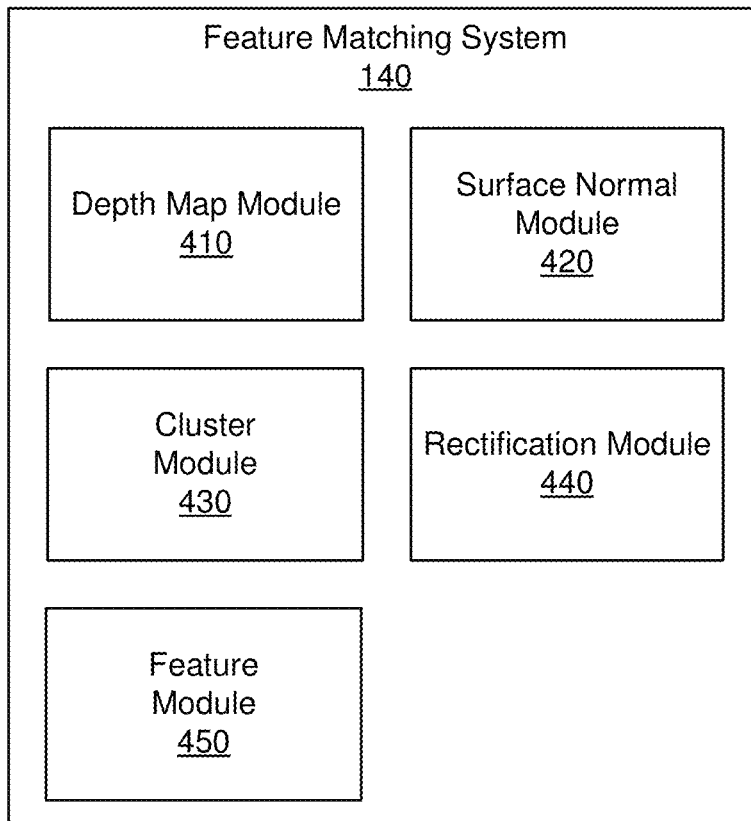 Feature Matching System
140
Depth Map Module
410
Surface Normal
Module
420
Cluster
Module
430
Rectification Module
440
Feature
Module
450